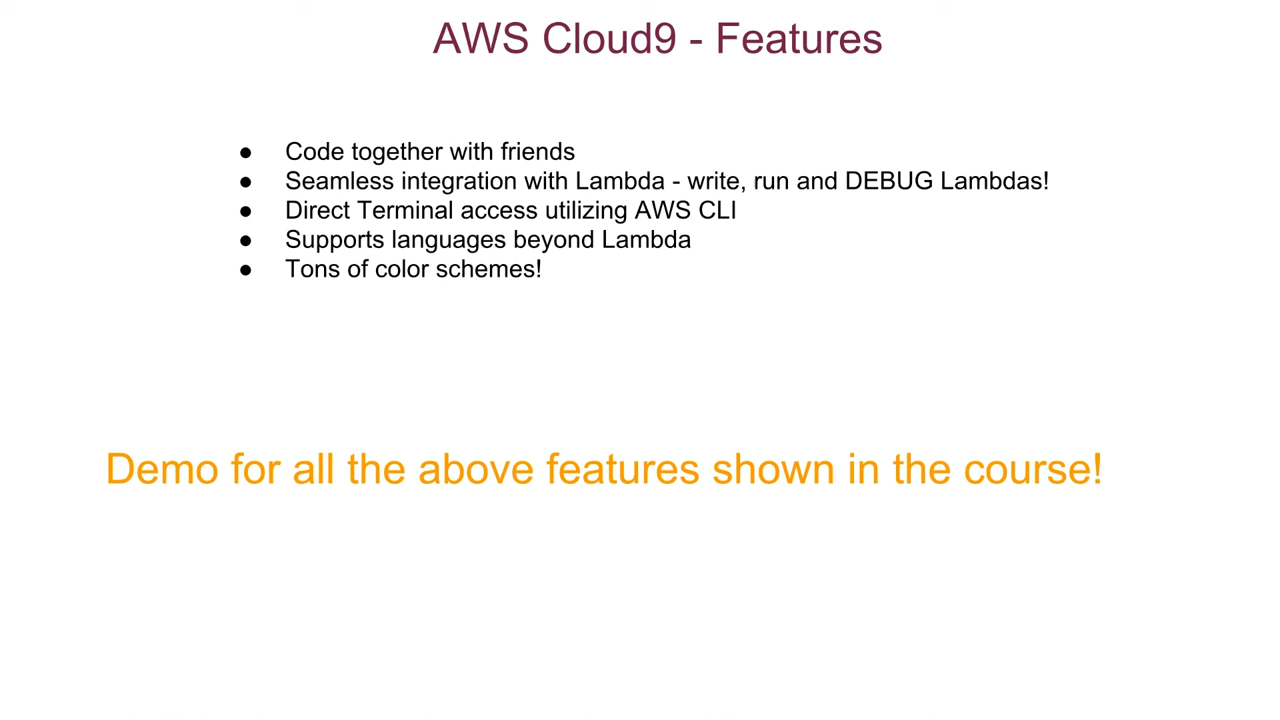 AWS Cloud9 - Features
● Code together with friends
● Seamless integration with Lambda - write, run and DEBUG Lambdas!
● Direct Terminal access utilizing AWS CLI
● Supports languages beyond Lambda
● Tons of color schemes!
Demo for all the above features shown in the course!